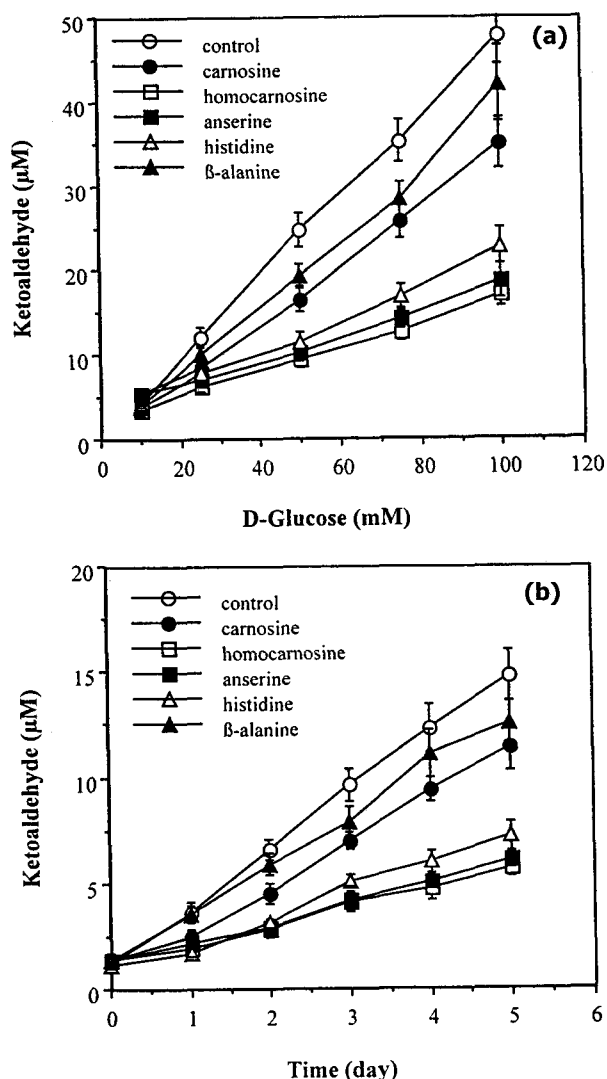 (a)
control
carnosine
homocarnosine
anserine
histidine
ß-alanine
50
40
30
20
10
0
Ketoaldehyde (μM)
0 20 40 60 80 100 120
D-Glucose (mM)
(b)
control
carnosine
homocarnosine
anserine
histidine
ß-alanine
20
15
10
5
0
Ketoaldehyde (μM)
0 1 2 3 4 5 6
Time (day)